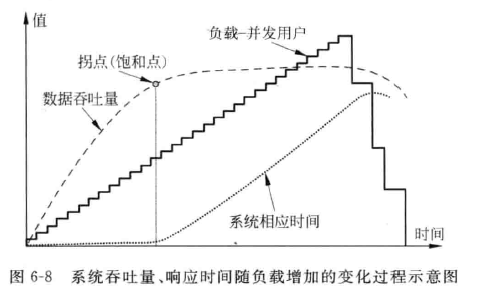 值
负载-并发用户
拐点(饱和点)
数据吞吐量
系统相应时间
时间
图 6-8 系统吞吐量、响应时间随负载增加的变化过程示意图